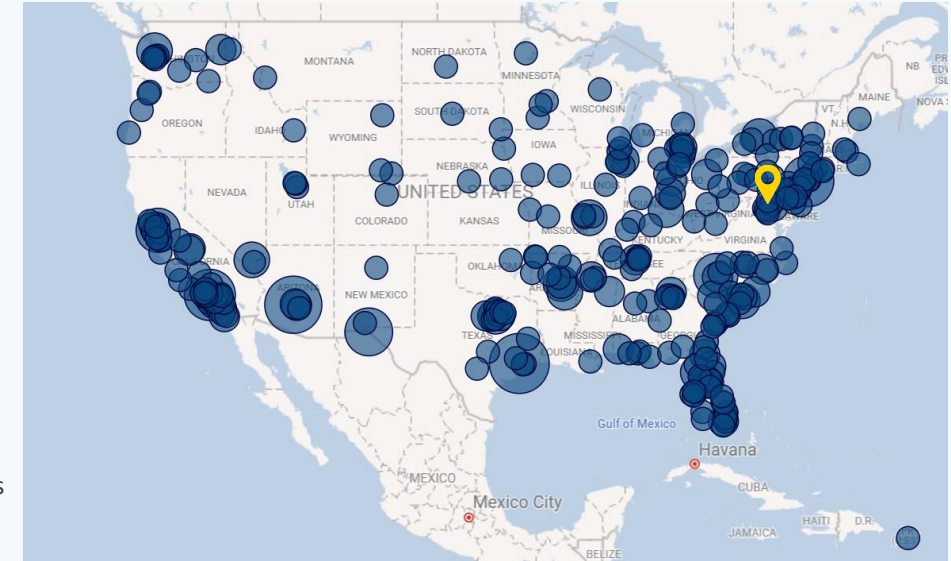 NORTH DAKOTA
MONTANA
MINNESOTA
NB
MAINE
NOVA
SOUTH DAKOTA
WISCONSIN
VT.
N.H.
OREGON
IDAHO
WYOMING
MICHIGAN
IOWA
NEBRASKA
UNITED STATES
NEVADA
UTAH
ILLINOIS
COLORADO
KANSAS
MISSOURI
KENTUCKY
VIRGINIA
OKLAHOMA
ARIZONA
NEW MEXICO
TEXAS
ALABAMA
MISSISSIPPI
LOUISIANA
Gulf of Mexico
Havana
MEXICO
Mexico City
CUBA
HAITI
D.R.
JAMAICA
BELIZE
s